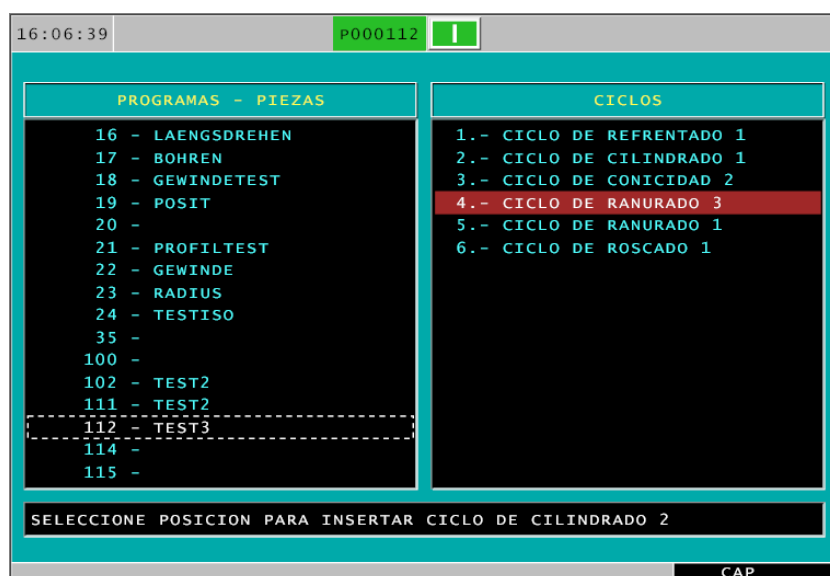 16:06:39 P000112
PROGRAMAS - PIEZAS
16 - LAENGSDREHEN
17 - BOHREN
18 - GEWINDETEST
19 - POSIT
20 -
21 - PROFILTEST
22 - GEWINDE
23 - RADIUS
24 - TESTISO
35 -
100 -
102 - TEST2
111 - TEST2
112 - TEST3
114 -
115 -
CICLOS
1.- CICLO DE REFRENTADO 1
2.- CICLO DE CILINDRADO 1
3.- CICLO DE CONICIDAD 2
4.- CICLO DE RANURADO 3
5.- CICLO DE RANURADO 1
6.- CICLO DE ROSCADO 1
SELECCIONE POSICION PARA INSERTAR CICLO DE CILINDRADO 2
CAP